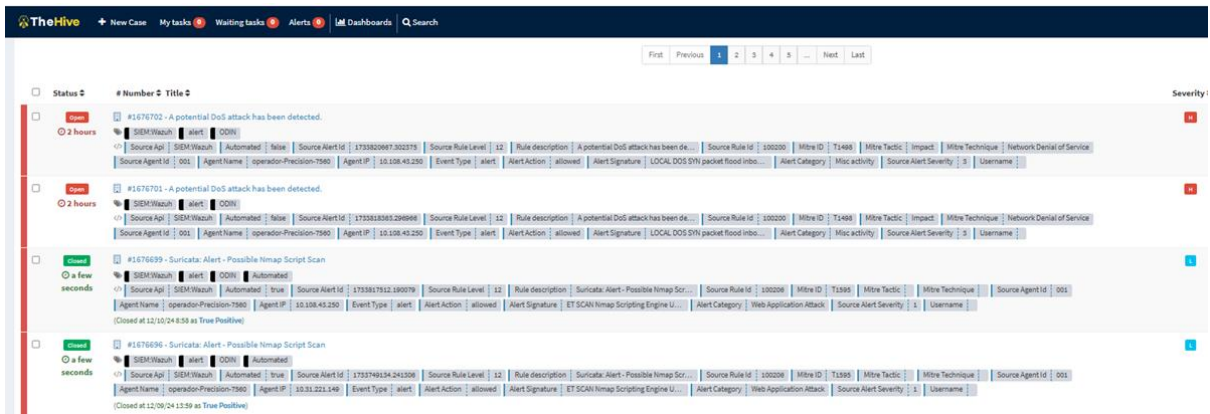 TheHive + New Case My tasks 0 Waiting tasks 0 Alerts 0 Dashboards Search
First Previous 1 2 3 4 5 ... Next Last
Status # Number Title Severity
Open #1676702 - A potential DoS attack has been detected. H
2 hours SIEM:Wazuh alert ODIN
Source Api SIEM:Wazuh Automated false Source Alert Id 1733820667.302375 Source Rule Level 12 Rule description A potential DoS attack has been de... Source Rule Id 100200 Mitre ID T1498 Mitre Tactic Impact Mitre Technique Network Denial of Service
Source Agent Id 001 Agent Name operador-Precision-7560 Agent IP 10.108.43.250 Event Type alert Alert Action allowed Alert Signature LOCAL DOS SYN packet flood inbo... Alert Category Misc activity Source Alert Severity 3 Username
Open #1676701 - A potential DoS attack has been detected. H
2 hours SIEM:Wazuh alert ODIN
Source Api SIEM:Wazuh Automated false Source Alert Id 1733818383.296966 Source Rule Level 12 Rule description A potential DoS attack has been de... Source Rule Id 100200 Mitre ID T1498 Mitre Tactic Impact Mitre Technique Network Denial of Service
Source Agent Id 001 Agent Name operador-Precision-7560 Agent IP 10.108.43.250 Event Type alert Alert Action allowed Alert Signature LOCAL DOS SYN packet flood inbo... Alert Category Misc activity Source Alert Severity 3 Username
Closed #1676699 - Suricata: Alert - Possible Nmap Script Scan L
a few SIEM:Wazuh alert ODIN Automated
seconds Source Api SIEM:Wazuh Automated true Source Alert Id 1733817512.190079 Source Rule Level 12 Rule description Suricata: Alert - Possible Nmap Scr... Source Rule Id 100206 Mitre ID T1595 Mitre Tactic Mitre Technique Source Agent Id 001
Agent Name operador-Precision-7560 Agent IP 10.108.43.250 Event Type alert Alert Action allowed Alert Signature ET SCAN Nmap Scripting Engine U... Alert Category Web Application Attack Source Alert Severity 1 Username
(Closed at 12/10/24 8:58 as True Positive)
Closed #1676696 - Suricata: Alert - Possible Nmap Script Scan L
a few SIEM:Wazuh alert ODIN Automated
seconds Source Api SIEM:Wazuh Automated true Source Alert Id 1733749134.241306 Source Rule Level 12 Rule description Suricata: Alert - Possible Nmap Scr... Source Rule Id 100206 Mitre ID T1595 Mitre Tactic Mitre Technique Source Agent Id 001
Agent Name operador-Precision-7560 Agent IP 10.31.221.149 Event Type alert Alert Action allowed Alert Signature ET SCAN Nmap Scripting Engine U... Alert Category Web Application Attack Source Alert Severity 1 Username
(Closed at 12/09/24 13:59 as True Positive)